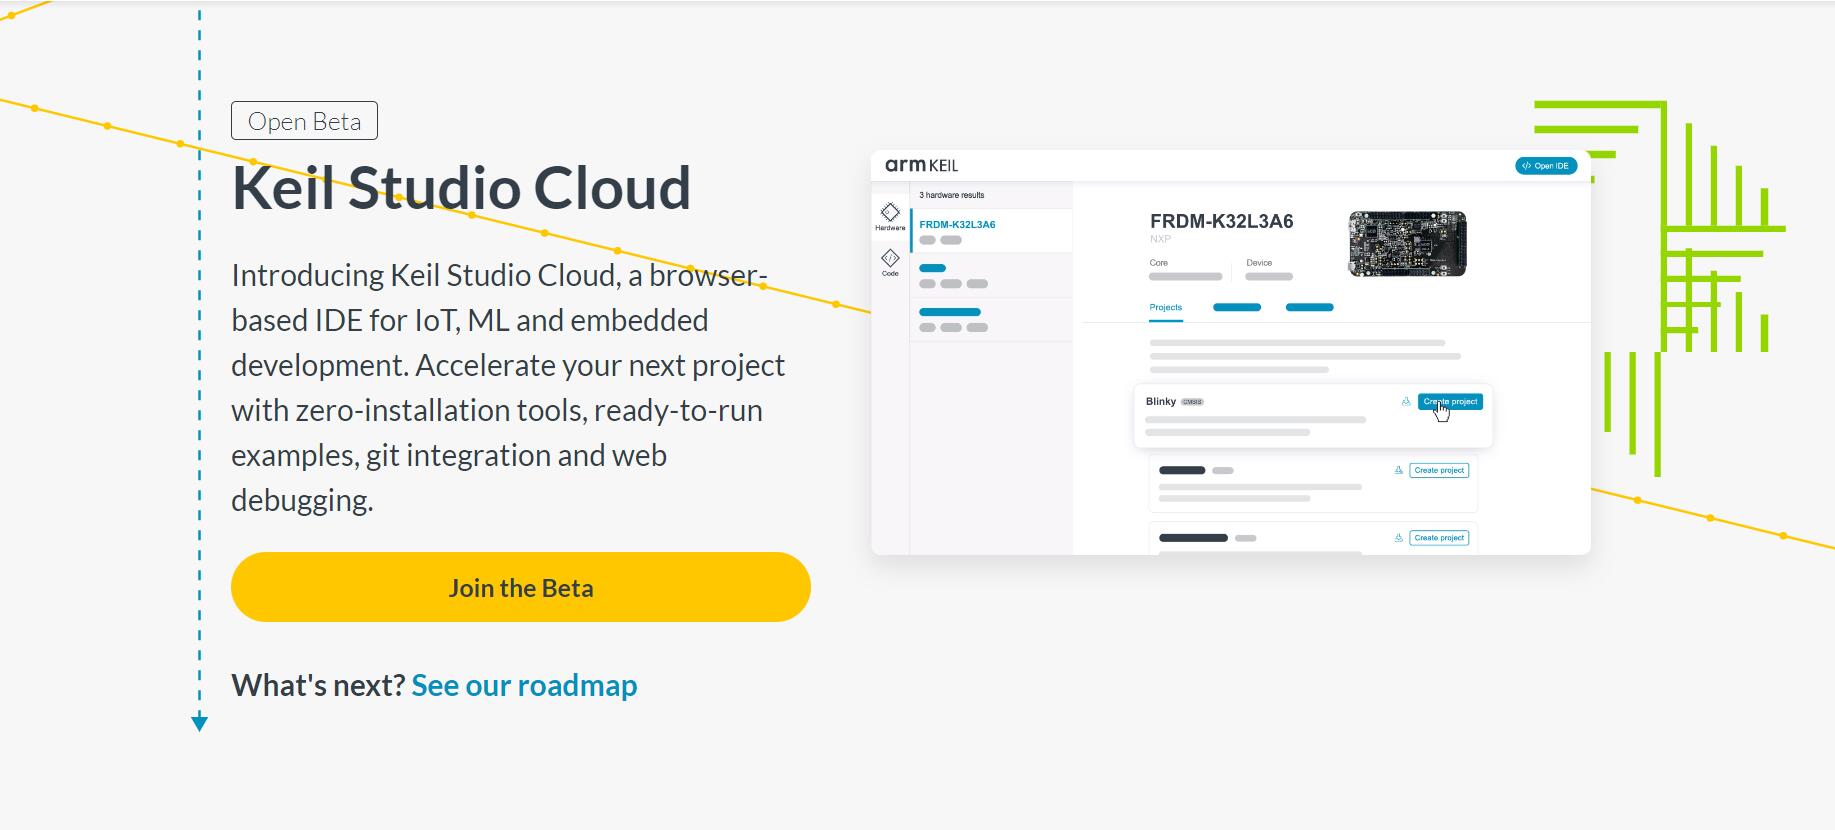 Open Beta
Keil Studio Cloud
Introducing Keil Studio Cloud, a browser-
based IDE for IoT, ML and embedded
development. Accelerate your next project
with zero-installation tools, ready-to-run
examples, git integration and web
debugging.
Join the Beta
What's next? See our roadmap
arm KEIL
Open IDE
3 hardware results
Hardware
FRDM-K32L3A6
Code
FRDM-K32L3A6
NXP
Core
Device
Projects
Blinky CMSIS
Create project
Create project
Create project